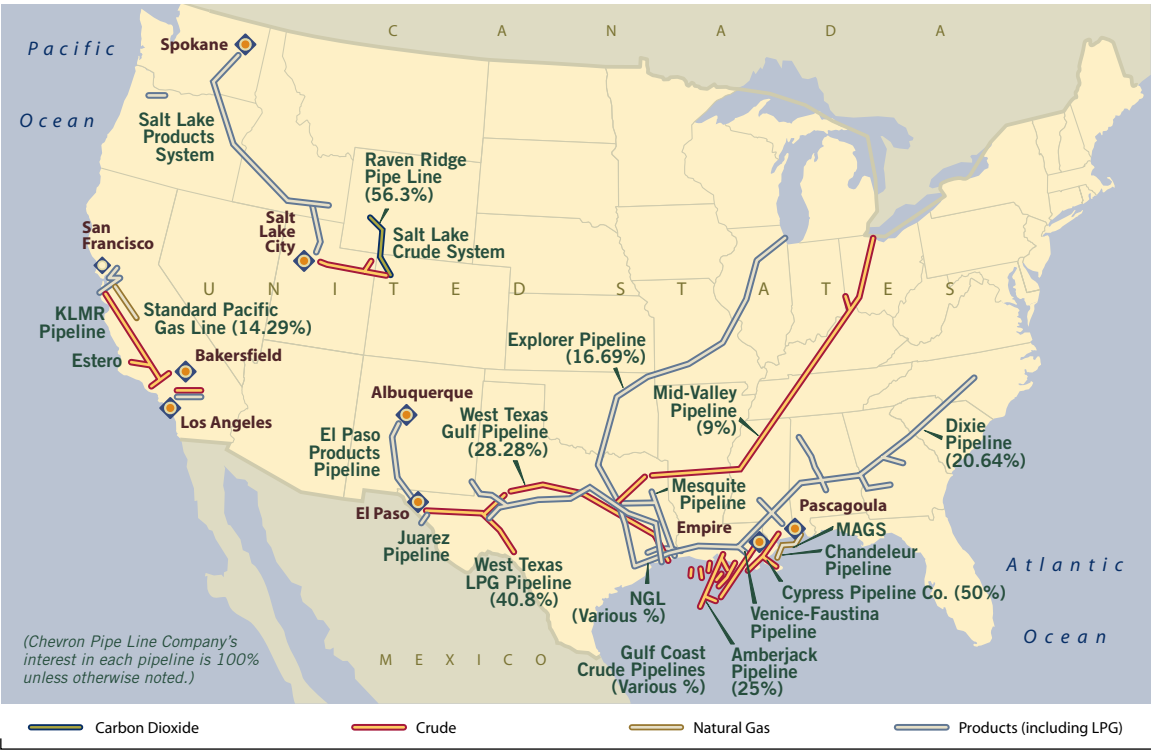 C A N A D A
Pacific
Ocean
Spokane
Salt Lake
Products
System
Raven Ridge
Pipe Line
(56.3%)
Salt
Lake
City
Salt Lake
Crude System
San
Francisco
U N I T E D S T A T E S
KLMR
Pipeline
Standard Pacific
Gas Line (14.29%)
Estero
Bakersfield
Los Angeles
Explorer Pipeline
(16.69%)
Albuquerque
Mid-Valley
Pipeline
(9%)
West Texas
Gulf Pipeline
(28.28%)
El Paso
Products
Pipeline
Dixie
Pipeline
(20.64%)
El Paso
Juarez
Pipeline
Mesquite
Pipeline
Empire
Pascagoula
MAGS
Chandeleur
Pipeline
West Texas
LPG Pipeline
(40.8%)
NGL
(Various %)
Cypress Pipeline Co. (50%)
Venice-Faustina
Pipeline
Gulf Coast
Crude Pipelines
(Various %)
Amberjack
Pipeline
(25%)
Atlantic
Ocean
M E X I C O
(Chevron Pipe Line Company's
interest in each pipeline is 100%
unless otherwise noted.)
Carbon Dioxide
Crude
Natural Gas
Products (including LPG)